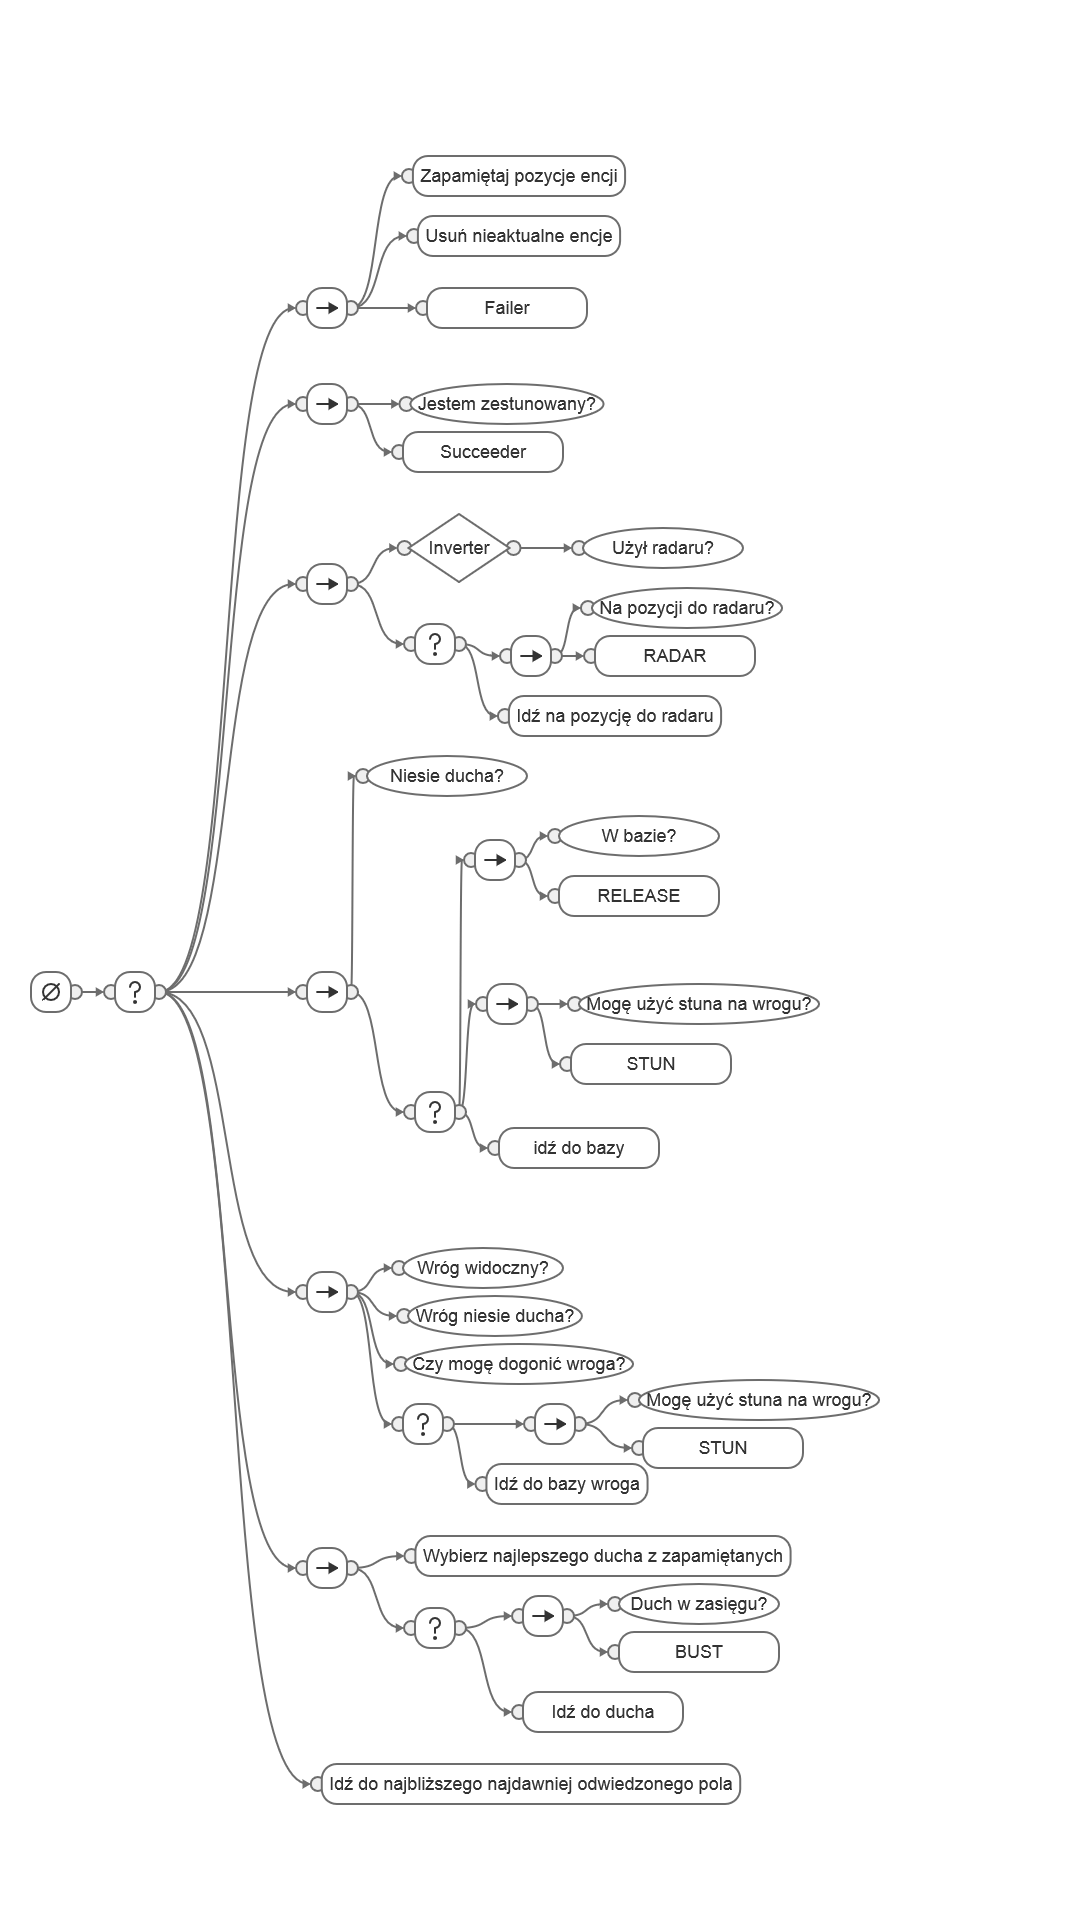 Zapamiętaj pozycje encji
Usuń nieaktualne encje
Failer
Jestem zestunowany?
Succeeder
Inverter
Użył radaru?
Na pozycji do radaru?
?
RADAR
Idź na pozycję do radaru
Niesie ducha?
W bazie?
RELEASE
∅
?
Mogę użyć stuna na wrogu?
STUN
?
idź do bazy
Wróg widoczny?
Wróg niesie ducha?
Czy mogę dogonić wroga?
Mogę użyć stuna na wrogu?
?
STUN
Idź do bazy wroga
Wybierz najlepszego ducha z zapamiętanych
Duch w zasięgu?
?
BUST
Idź do ducha
Idź do najbliższego najdawniej odwiedzonego pola